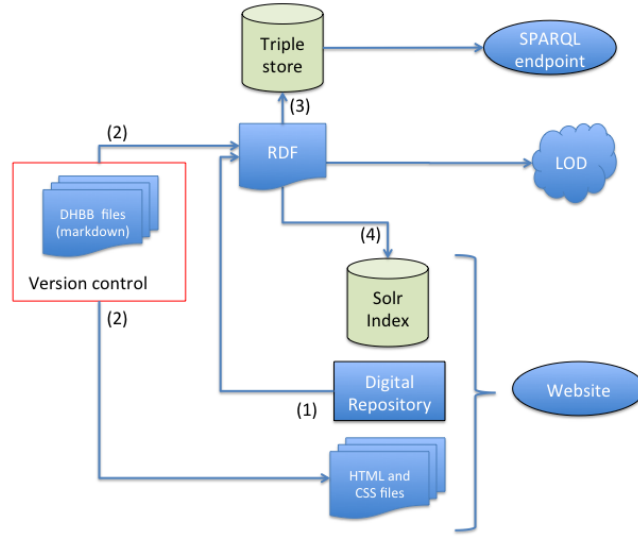 Triple
store
SPARQL
endpoint
(3)
(2)
RDF
LOD
DHBB files
(markdown)
(4)
Version control
Solr
Index
(2)
Digital
Repository
(1)
Website
HTML and
CSS files